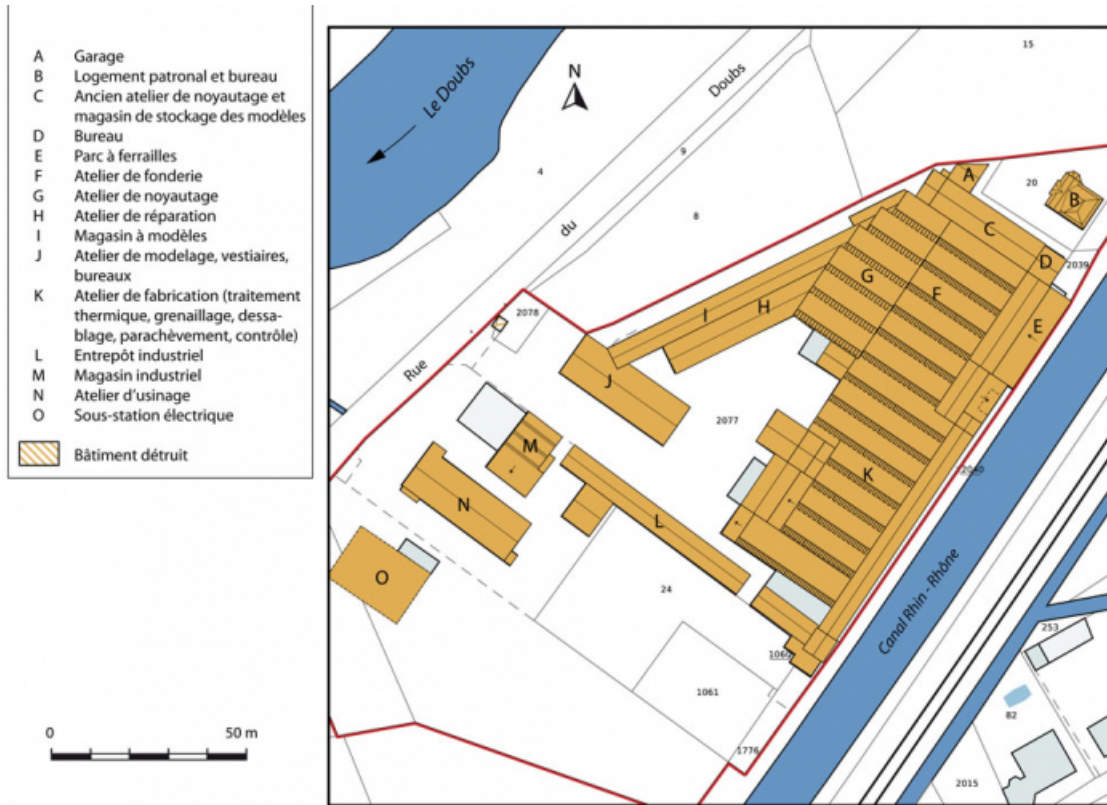 A Garage
B Logement patronal et bureau
C Ancien atelier de noyautage et
magasin de stockage des modèles
D Bureau
E Parc à ferrailles
F Atelier de fonderie
G Atelier de noyautage
H Atelier de réparation
I Magasin à modèles
J Atelier de modelage, vestiaires,
bureaux
K Atelier de fabrication (traitement
thermique, grenaillage, dessa-
blage, parachèvement, contrôle)
L Entrepôt industriel
M Magasin industriel
N Atelier d'usinage
O Sous-station électrique
Bâtiment détruit
0 50 m
Le Doubs
N
Rue du Doubs
15
4
9
8
20
A
B
C
D
2039
E
F
G
H
I
J
2078
2077
K
2040
L
M
N
O
24
1060
1061
1776
Canal Rhin - Rhône
253
82
2015